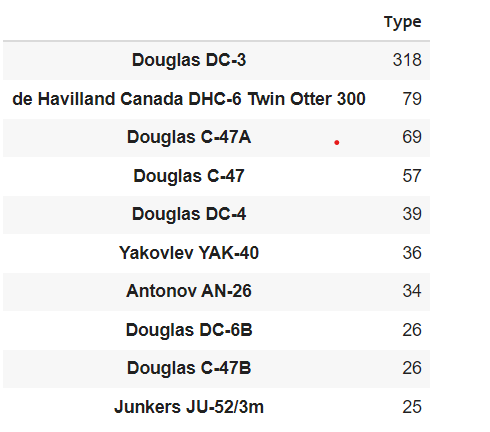 Type
Douglas DC-3 318
de Havilland Canada DHC-6 Twin Otter 300 79
Douglas C-47A 69
Douglas C-47 57
Douglas DC-4 39
Yakovlev YAK-40 36
Antonov AN-26 34
Douglas DC-6B 26
Douglas C-47B 26
Junkers JU-52/3m 25